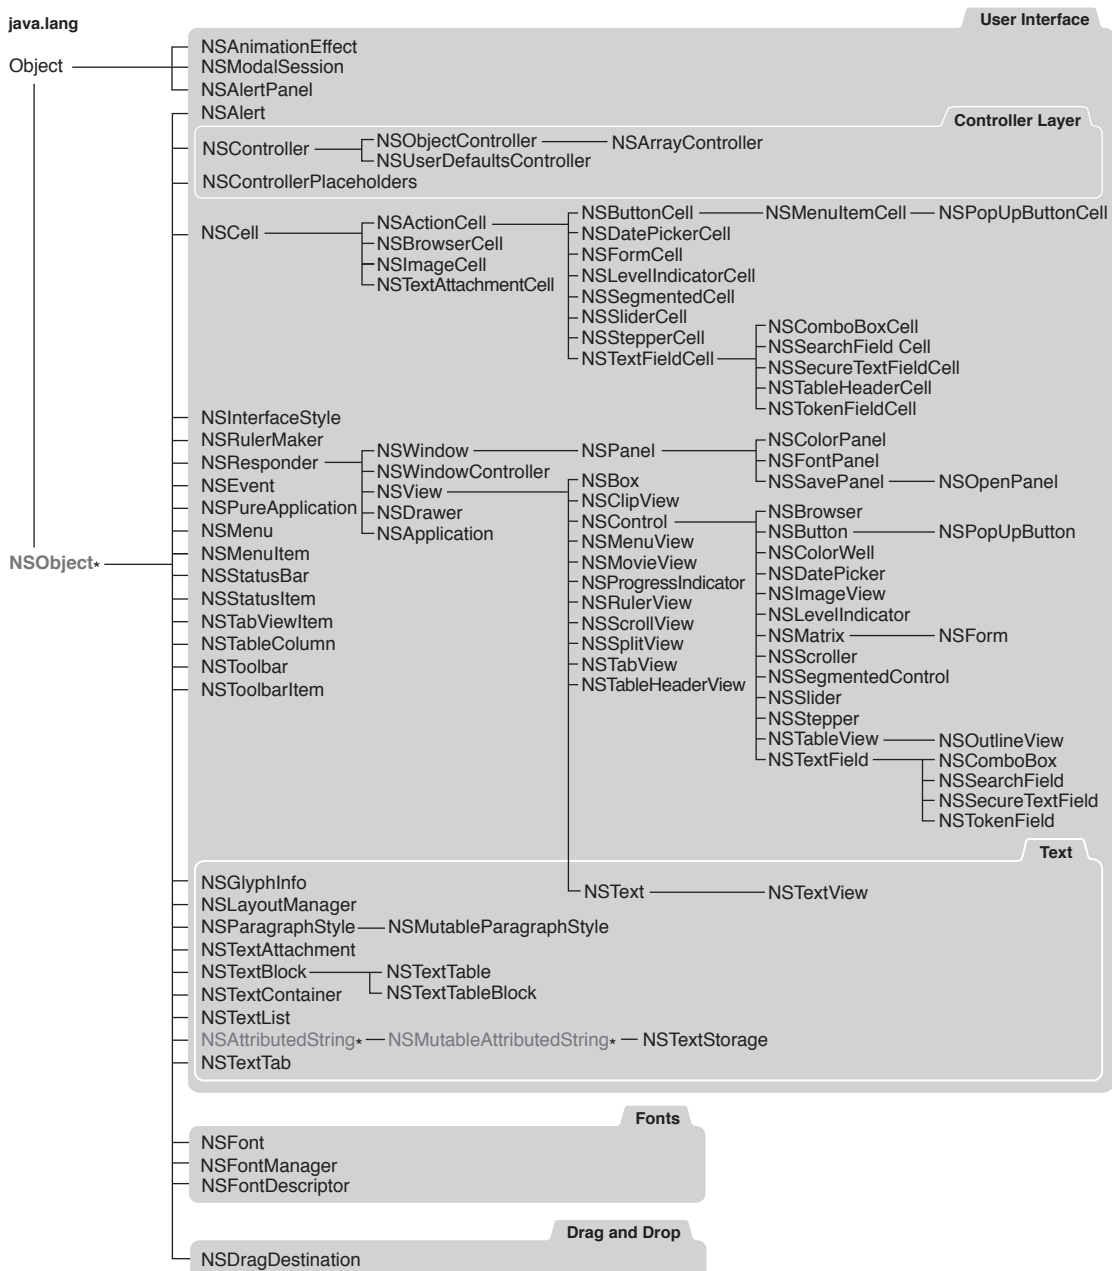 java.lang
User Interface
Object
NSAnimationEffect
NSModalSession
NSAlertPanel
NSAlert
Controller Layer
NSController NSObjectController NSArrayController
NSUserDefaultsController
NSControllerPlaceholders
NSCell NSActionCell NSButtonCell NSMenuItemCell NSPopUpButtonCell
NSBrowserCell NSDatePickerCell
NSImageCell NSFormCell
NSTextAttachmentCell NSLevelIndicatorCell
NSSegmentedCell
NSSliderCell
NSStepperCell NSComboBoxCell
NSTextFieldCell NSSearchField Cell
NSSecureTextFieldCell
NSTableHeaderCell
NSTokenFieldCell
NSInterfaceStyle
NSRulerMaker NSColorPanel
NSResponder NSWindow NSPanel NSFontPanel
NSWindowController NSSavePanel NSOpenPanel
NSEvent NSView NSBox
NSPureApplication NSDrawer NSClipView NSBrowser
NSMenu NSApplication NSControl NSButton NSPopUpButton
NSMenuItem NSMenuView NSColorWell
NSObject* NSMovieView NSDatePicker
NSStatusBar NSProgressIndicator NSImageView
NSStatusItem NSRulerView NSLevelIndicator
NSTabViewItem NSScrollView NSMatrix NSForm
NSTableColumn NSSplitView NSScroller
NSToolbar NSTabView NSSegmentedControl
NSToolbarItem NSTableHeaderView NSSlider
NSStepper
NSTableView NSOutlineView
NSTextField NSComboBox
NSSearchField
NSSecureTextField
NSTokenField
Text
NSGlyphInfo NSText NSTextView
NSLayoutManager
NSParagraphStyle NSMutableParagraphStyle
NSTextAttachment
NSTextBlock NSTextTable
NSTextContainer NSTextTableBlock
NSTextList
NSAttributedString* NSMutableAttributedString* NSTextStorage
NSTextTab
Fonts
NSFont
NSFontManager
NSFontDescriptor
Drag and Drop
NSDragDestination